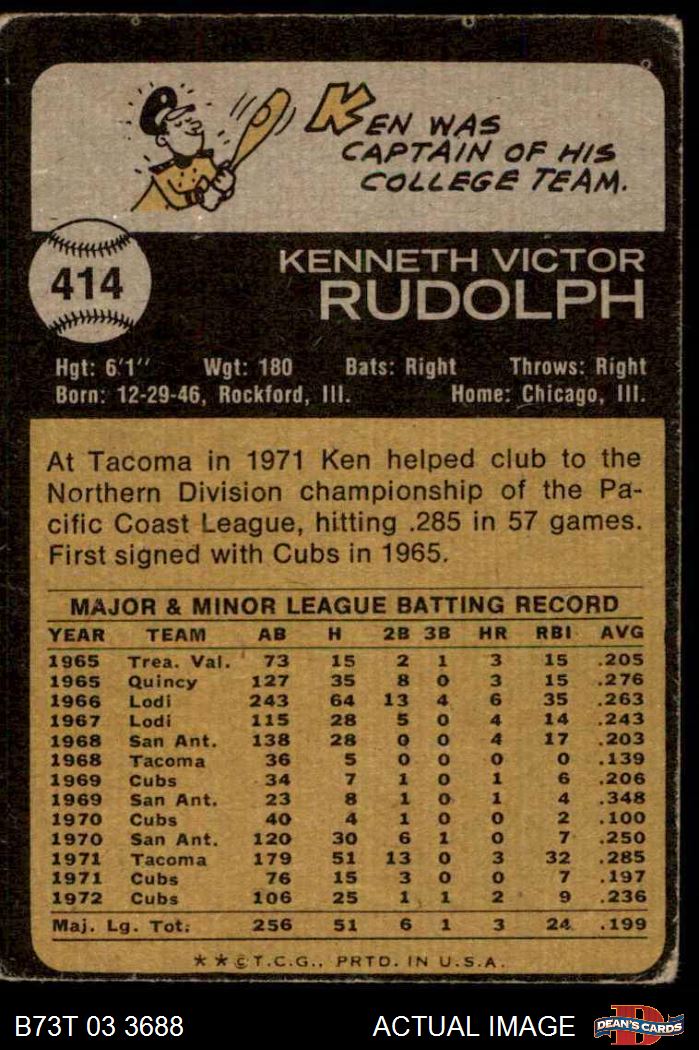 KEN WAS
CAPTAIN OF HIS
COLLEGE TEAM.
414
KENNETH VICTOR
RUDOLPH
Hgt: 6'1" Wgt: 180 Bats: Right Throws: Right
Born: 12-29-46, Rockford, Ill. Home: Chicago, Ill.
At Tacoma in 1971 Ken helped club to the
Northern Division championship of the Pa-
cific Coast League, hitting .285 in 57 games.
First signed with Cubs in 1965.
MAJOR & MINOR LEAGUE BATTING RECORD
YEAR TEAM AB H 2B 3B HR RBI AVG
1965 Trea. Val. 73 15 2 1 3 15 .205
1965 Quincy 127 35 8 0 3 15 .276
1966 Lodi 243 64 13 4 6 35 .263
1967 Lodi 115 28 5 0 4 14 .243
1968 San Ant. 138 28 0 0 4 17 .203
1968 Tacoma 36 5 0 0 0 0 .139
1969 Cubs 34 7 1 0 1 6 .206
1969 San Ant. 23 8 1 0 1 4 .348
1970 Cubs 40 4 1 0 0 2 .100
1970 San Ant. 120 30 6 1 0 7 .250
1971 Tacoma 179 51 13 0 3 32 .285
1971 Cubs 76 15 3 0 0 7 .197
1972 Cubs 106 25 1 1 2 9 .236
Maj. Lg. Tot: 256 51 6 1 3 24 .199
**©T.C.G., PRTD. IN U.S.A.
B73T 03 3688 ACTUAL IMAGE
D
DEAN'S CARDS